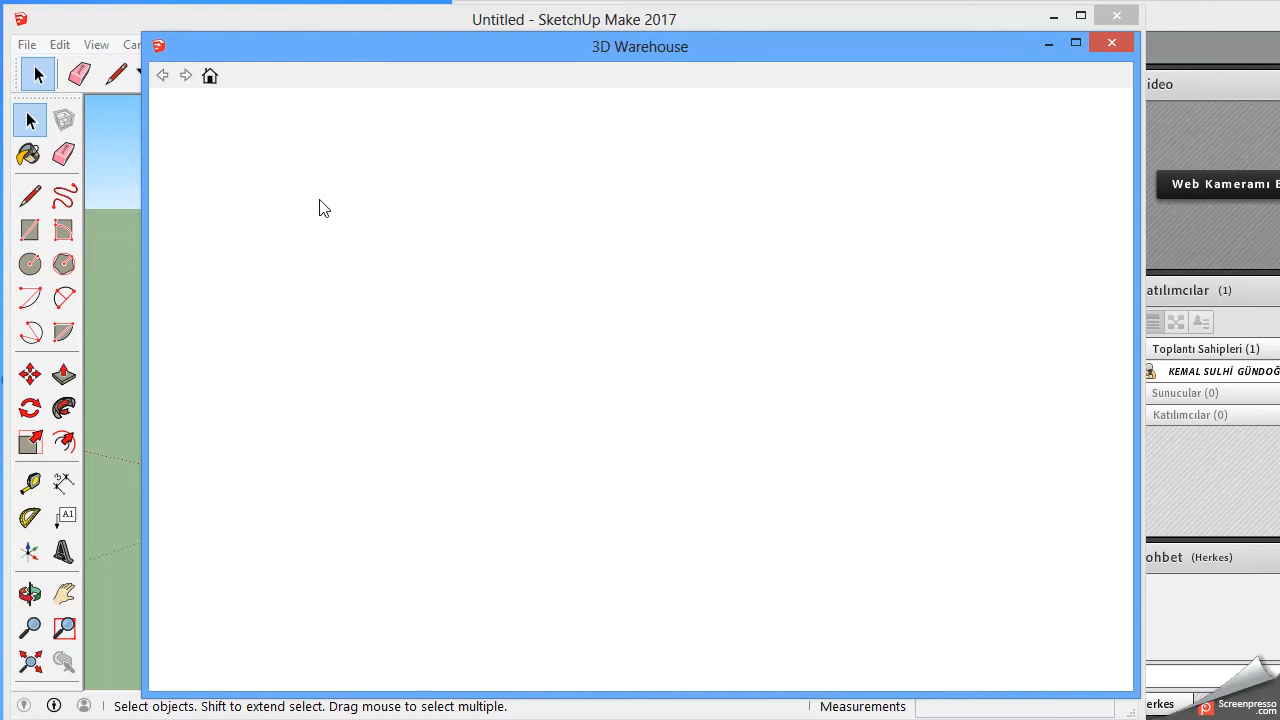 Untitled - SketchUp Make 2017
File Edit View
3D Warehouse
ideo
Web Kameramı
atılımcılar (1)
Toplantı Sahipleri (1)
KEMAL SULHİ GÜNDOĞ
Sunucular (0)
Katılımcılar (0)
A1
ohbet (Herkes)
erkes
Screenpresso
.com
Select objects. Shift to extend select. Drag mouse to select multiple.
Measurements